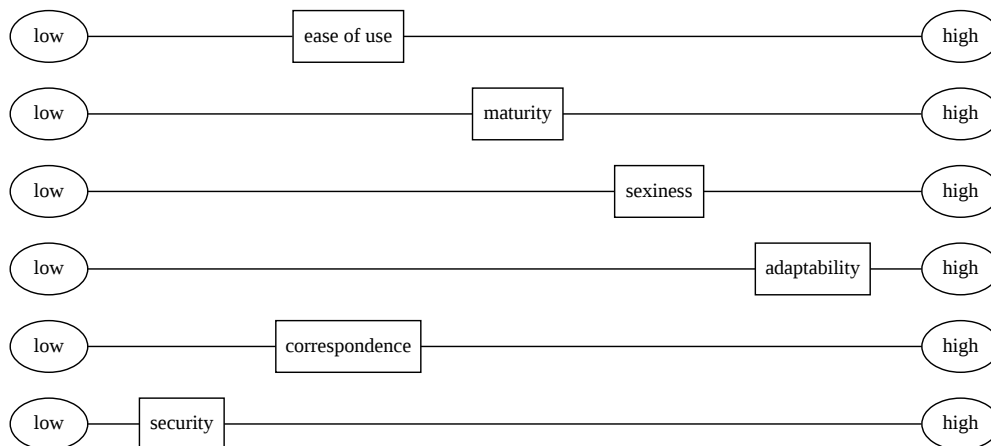 low ease of use high
low maturity high
low sexiness high
low adaptability high
low correspondence high
low security high